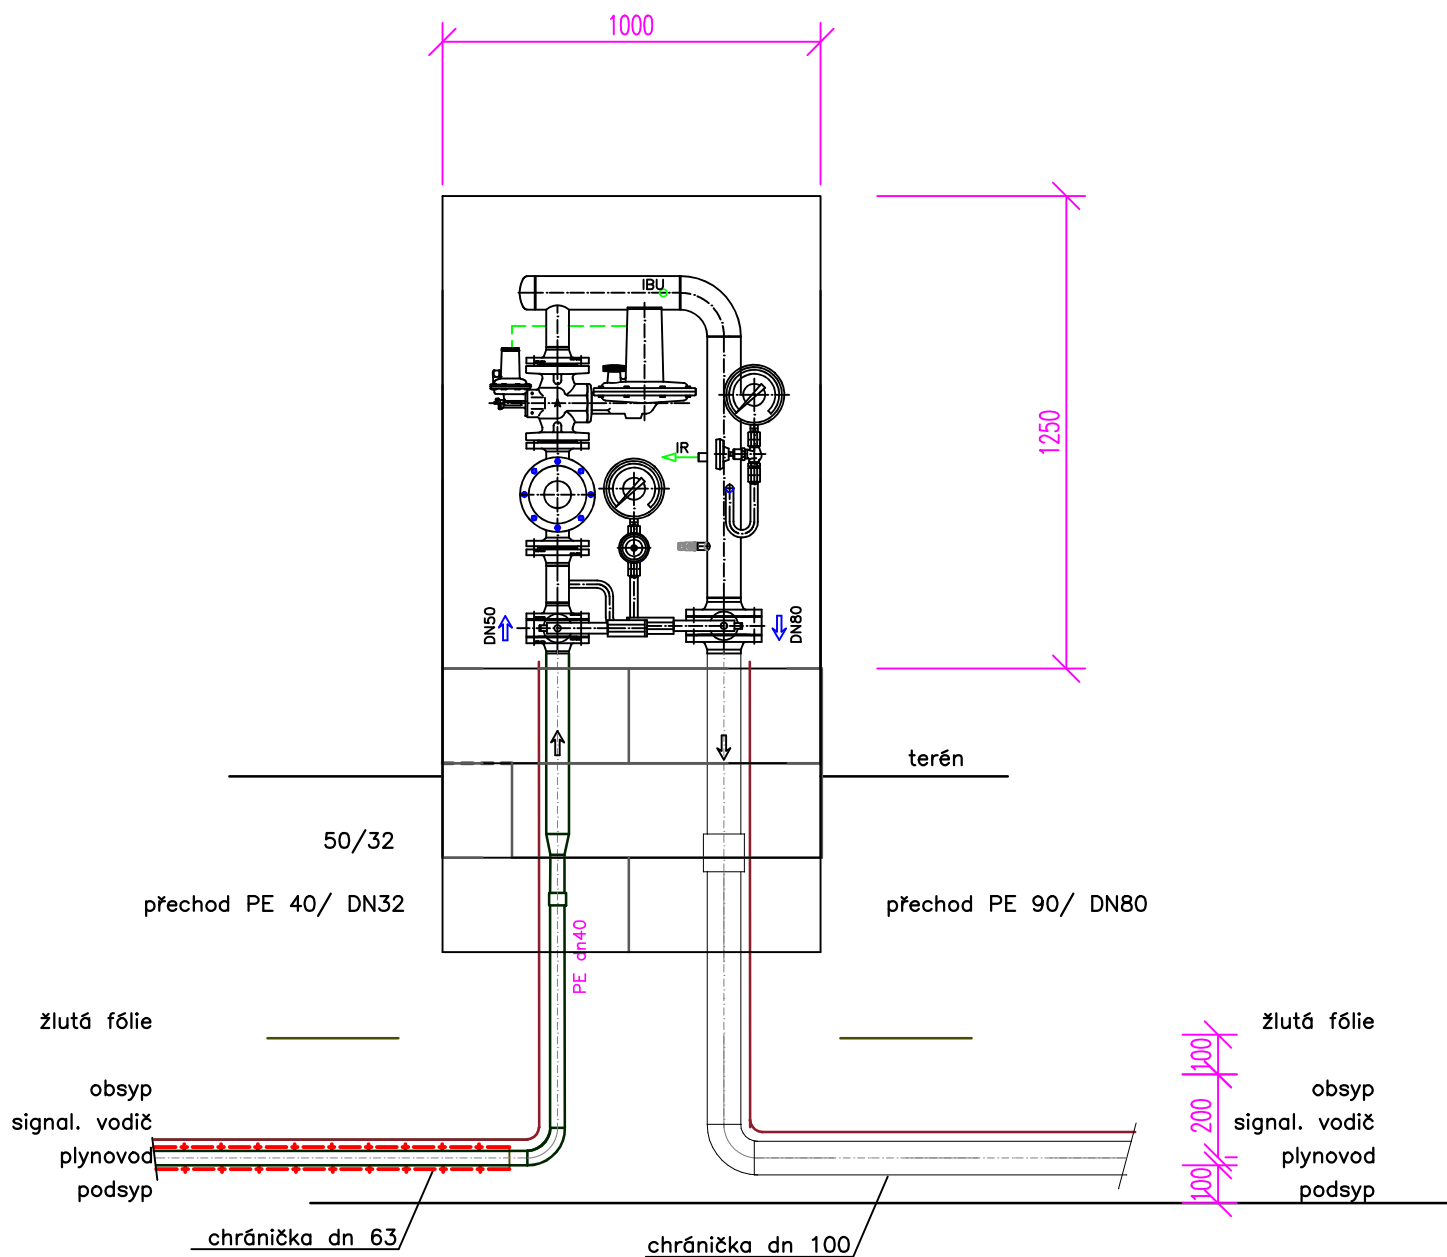 1000
1250
IBU
IR
DN50
DN80
terén
50/32
přechod PE 40/ DN32
přechod PE 90/ DN80
PE dn40
žlutá fólie
žlutá fólie
100
obsyp
obsyp
signal. vodič
200
signal. vodič
plynovod
plynovod
podsyp
100
podsyp
chránička dn 63
chránička dn 100